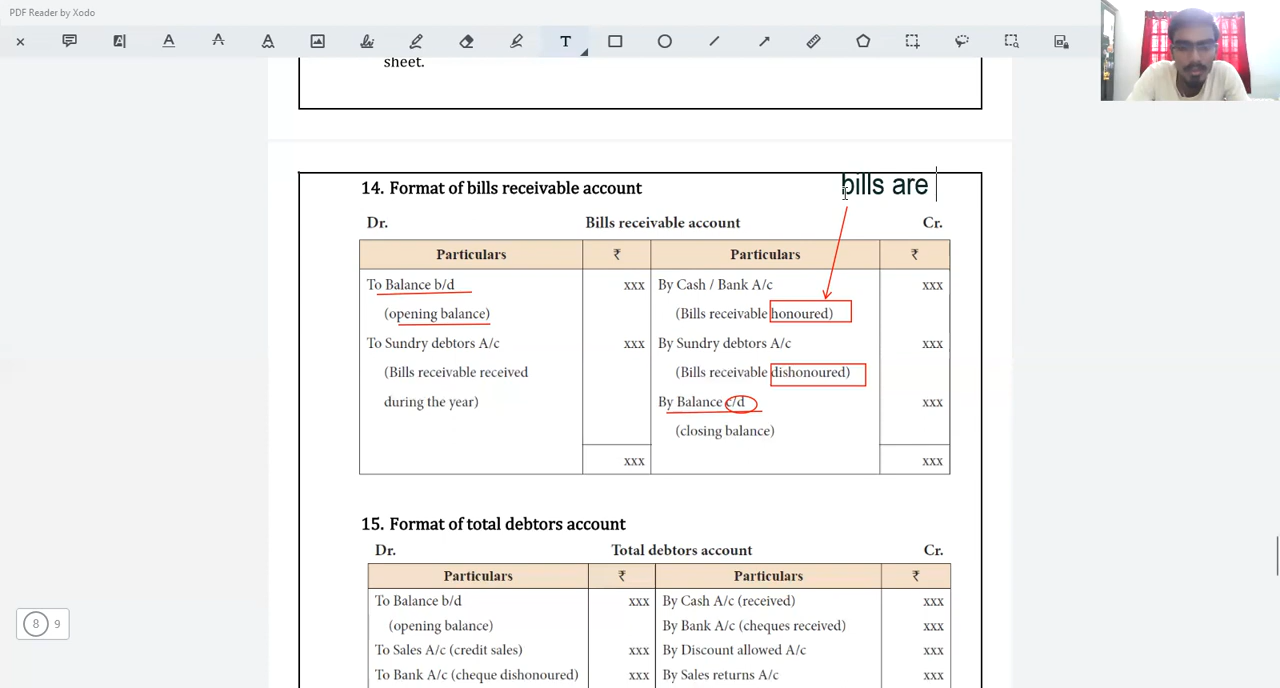 PDF Reader by Xodo
T
sheet.
14. Format of bills receivable account
bills are
Dr. Bills receivable account Cr.
Particulars ₹ Particulars ₹
To Balance b/d xxx By Cash / Bank A/c xxx
(opening balance) (Bills receivable honoured)
To Sundry debtors A/c xxx By Sundry debtors A/c xxx
(Bills receivable received (Bills receivable dishonoured)
during the year) By Balance c/d xxx
(closing balance)
xxx xxx
15. Format of total debtors account
Dr. Total debtors account Cr.
Particulars ₹ Particulars ₹
To Balance b/d xxx By Cash A/c (received) xxx
(opening balance) By Bank A/c (cheques received) xxx
To Sales A/c (credit sales) xxx By Discount allowed A/c xxx
To Bank A/c (cheque dishonoured) xxx By Sales returns A/c xxx
8 9